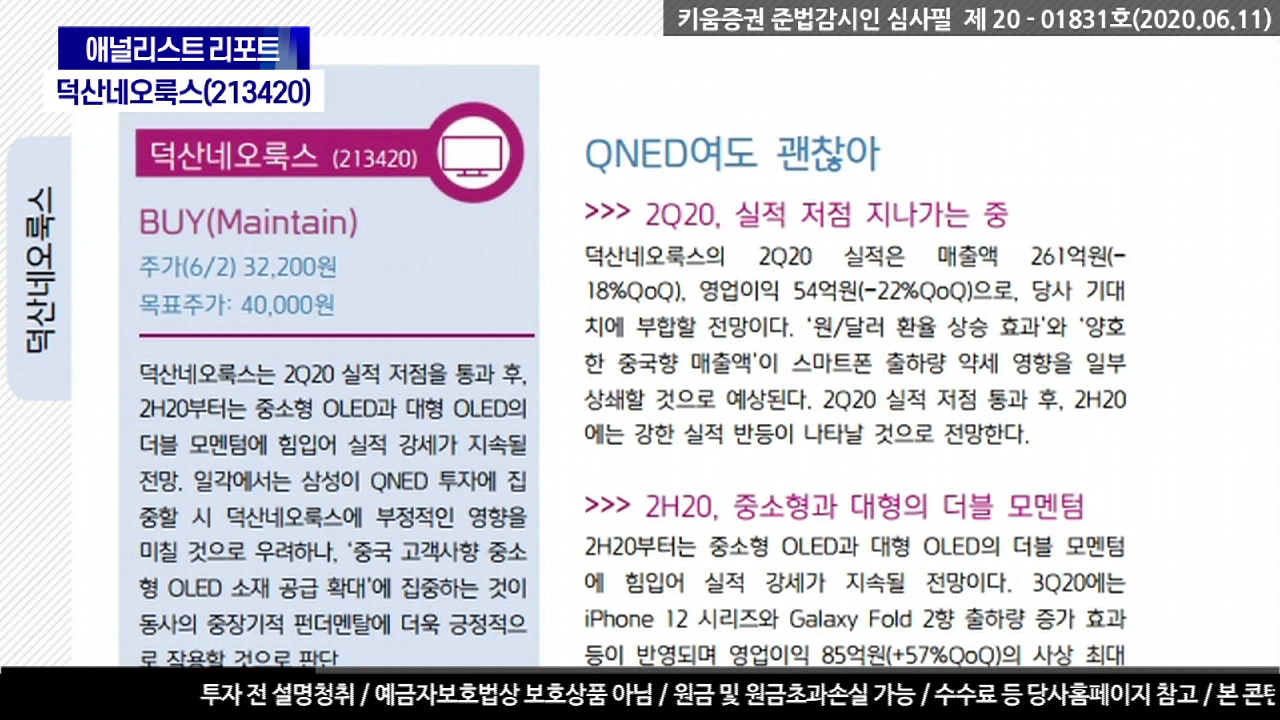 키움증권 준법감시인 심사필 제 20 - 01831호(2020.06.11)
애널리스트 리포트
덕산네오룩스(213420)
덕산네오룩스
덕산네오룩스 (213420)
BUY(Maintain)
주가(6/2) 32,200원
목표주가: 40,000원
덕산네오룩스는 2Q20 실적 저점을 통과 후,
2H20부터는 중소형 OLED과 대형 OLED의
더블 모멘텀에 힘입어 실적 강세가 지속될
전망. 일각에서는 삼성이 QNED 투자에 집
중할 시 덕산네오룩스에 부정적인 영향을
미칠 것으로 우려하나, ‘중국 고객사향 중소
형 OLED 소재 공급 확대’에 집중하는 것이
동사의 중장기적 펀더멘탈에 더욱 긍정적으
로 작용할 것으로 판단
QNED여도 괜찮아
>>> 2Q20, 실적 저점 지나가는 중
덕산네오룩스의 2Q20 실적은 매출액 261억원(-
18%QoQ), 영업이익 54억원(-22%QoQ)으로, 당사 기대
치에 부합할 전망이다. ‘원/달러 환율 상승 효과’와 ‘양호
한 중국향 매출액’이 스마트폰 출하량 약세 영향을 일부
상쇄할 것으로 예상된다. 2Q20 실적 저점 통과 후, 2H20
에는 강한 실적 반등이 나타날 것으로 전망한다.
>>> 2H20, 중소형과 대형의 더블 모멘텀
2H20부터는 중소형 OLED과 대형 OLED의 더블 모멘텀
에 힘입어 실적 강세가 지속될 전망이다. 3Q20에는
iPhone 12 시리즈와 Galaxy Fold 2향 출하량 증가 효과
등이 반영되며 영업이익 85억원(+57%QoQ)의 사상 최대
투자 전 설명청취 / 예금자보호법상 보호상품 아님 / 원금 및 원금초과손실 가능 / 수수료 등 당사홈페이지 참고 / 본 콘텐